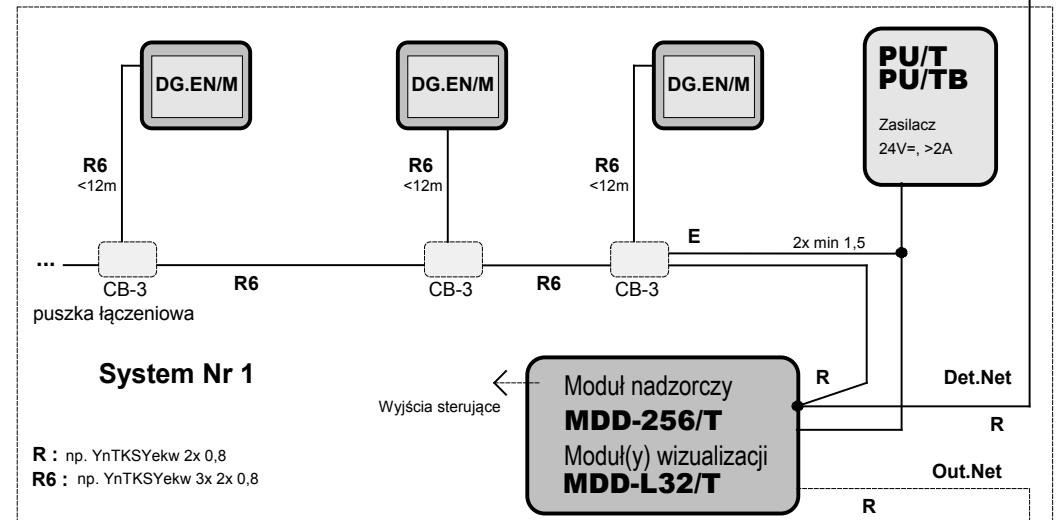 DG.EN/M
DG.EN/M
DG.EN/M
PU/T
PU/TB
Zasilacz
24V=, >2A
R6
<12m
R6
<12m
R6
<12m
E
2x min 1,5
...
CB-3
R6
CB-3
R6
CB-3
puszka łączeniowa
System Nr 1
Wyjścia sterujące
Moduł nadzorczy
MDD-256/T
Moduł(y) wizualizacji
MDD-L32/T
R
Det.Net
R
Out.Net
R
R : np. YnTKSYekw 2x 0,8
R6 : np. YnTKSYekw 3x 2x 0,8